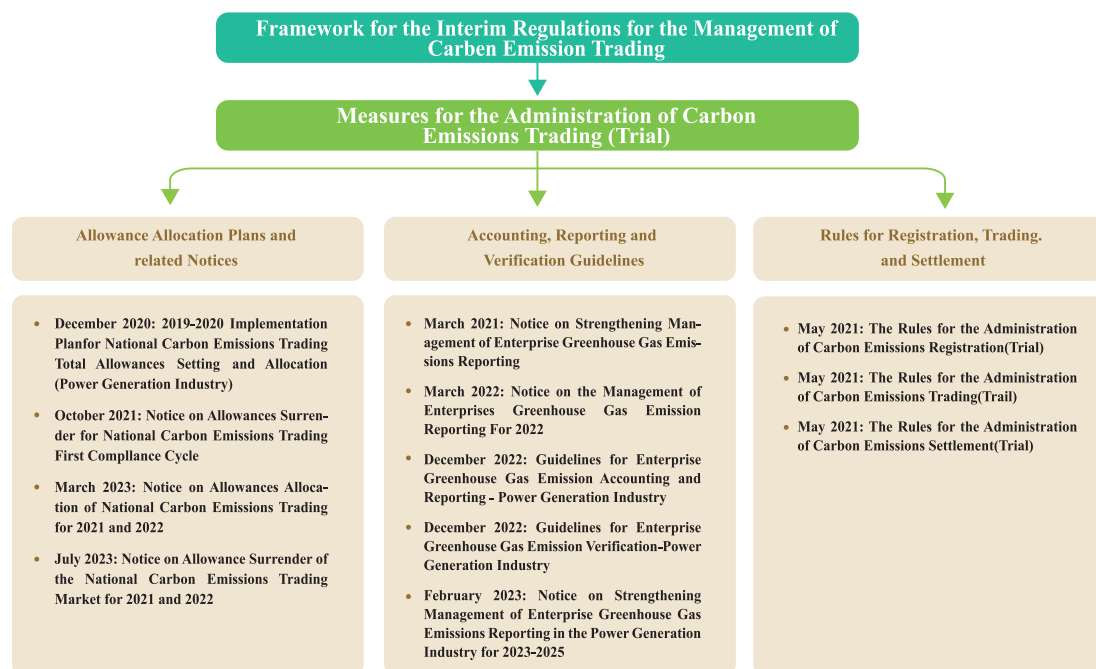 Framework for the Interim Regulations for the Management of
Carben Emission Trading
Measures for the Administration of Carbon
Emissions Trading (Trial)
Allowance Allocation Plans and
related Notices
• December 2020: 2019-2020 Implementation
Planfor National Carbon Emissions Trading
Total Allowances Setting and Allocation
(Power Generation Industry)
• October 2021: Notice on Allowances Surren-
der for National Carbon Emissions Trading
First Compllance Cycle
• March 2023: Notice on Allowances Alloca-
tion of National Carbon Emissions Trading
for 2021 and 2022
• July 2023: Notice on Allowance Surrender of
the National Carbon Emissions Trading
Market for 2021 and 2022
Accounting, Reporting and
Verification Guidelines
• March 2021: Notice on Strengthening Man-
agement of Enterprise Greenhouse Gas Emis-
sions Reporting
• March 2022: Notice on the Management of
Enterprises Greenhouse Gas Emission
Reporting For 2022
• December 2022: Guidelines for Enterprise
Greenhouse Gas Emission Accounting and
Reporting - Power Generation Industry
• December 2022: Guidelines for Enterprise
Greenhouse Gas Emission Verification-Power
Generation Industry
• February 2023: Notice on Strengthening
Management of Enterprise Greenhouse Gas
Emissions Reporting in the Power Generation
Industry for 2023-2025
Rules for Registration, Trading.
and Settlement
• May 2021: The Rules for the Administration
of Carbon Emissions Registration(Trial)
• May 2021: The Rules for the Administration
of Carbon Emissions Trading(Trail)
• May 2021: The Rules for the Administration
of Carbon Emissions Settlement(Trial)